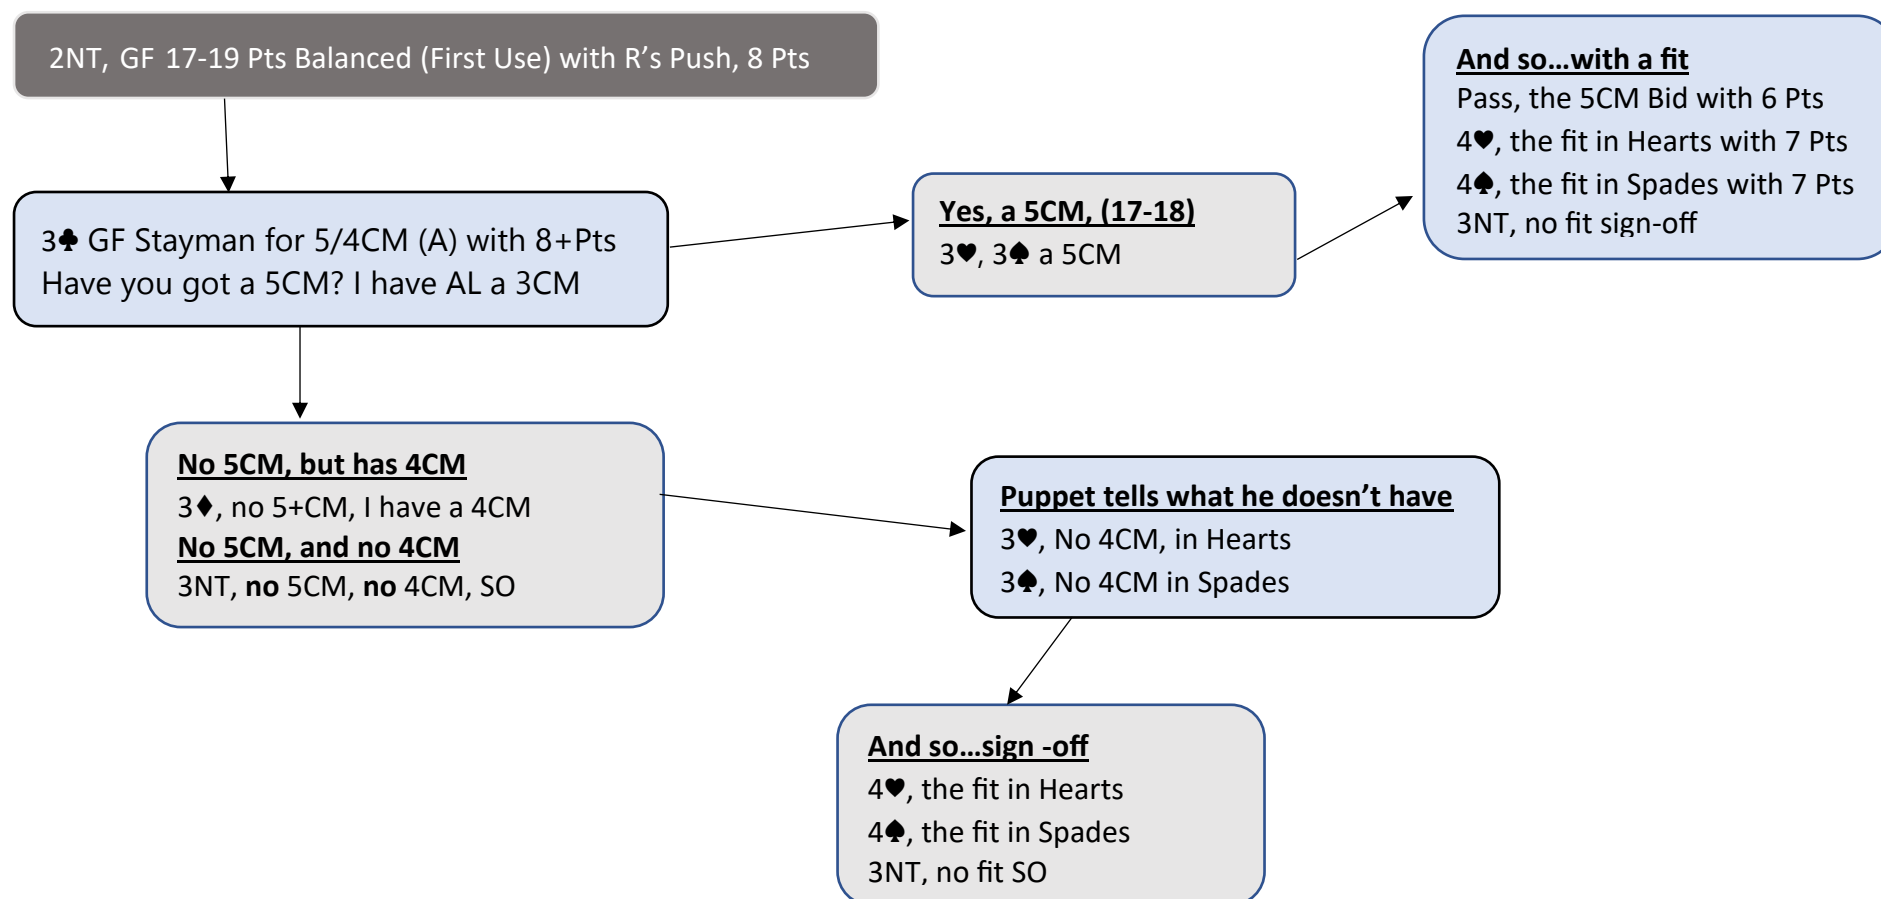 2NT, GF 17-19 Pts Balanced (First Use) with R's Push, 8 Pts
3♣ GF Stayman for 5/4CM (A) with 8+Pts
Have you got a 5CM? I have AL a 3CM
Yes, a 5CM, (17-18)
3♥, 3♠ a 5CM
And so…with a fit
Pass, the 5CM Bid with 6 Pts
4♥, the fit in Hearts with 7 Pts
4♠, the fit in Spades with 7 Pts
3NT, no fit sign-off
No 5CM, but has 4CM
3♦, no 5+CM, I have a 4CM
No 5CM, and no 4CM
3NT, no 5CM, no 4CM, SO
Puppet tells what he doesn't have
3♥, No 4CM, in Hearts
3♠, No 4CM in Spades
And so…sign -off
4♥, the fit in Hearts
4♠, the fit in Spades
3NT, no fit SO